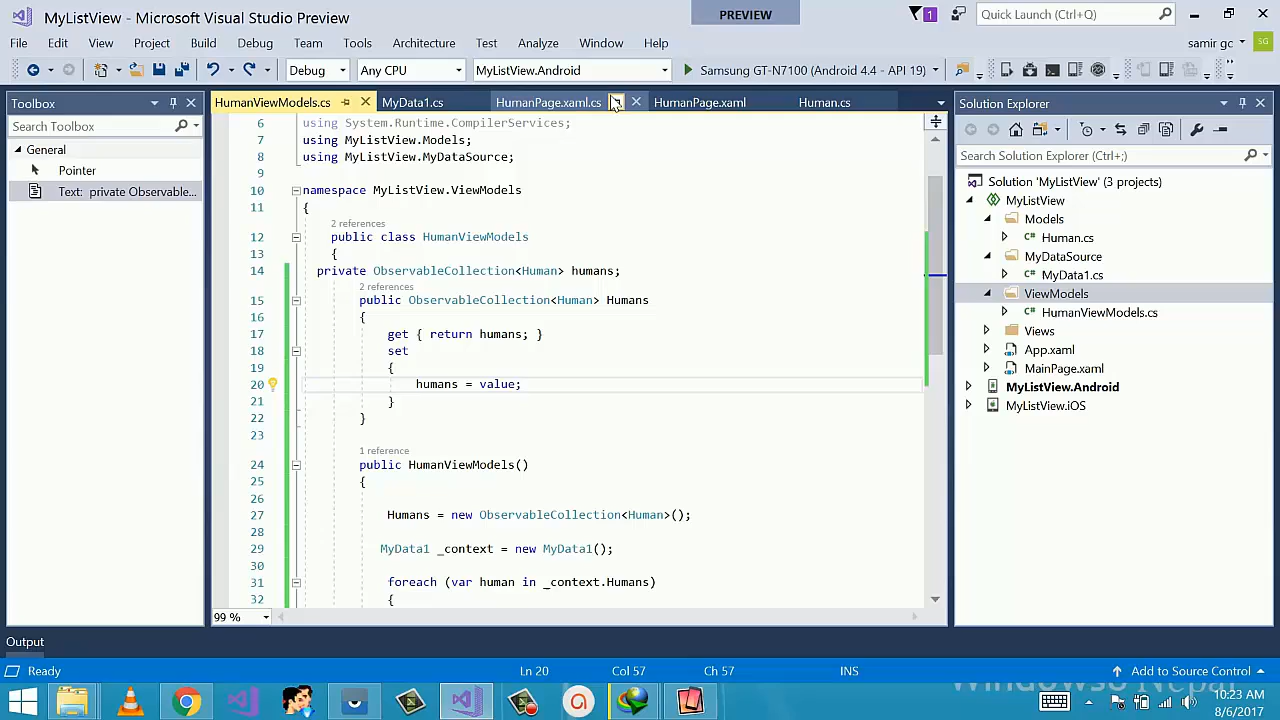 MyListView - Microsoft Visual Studio Preview
PREVIEW
1
Quick Launch (Ctrl+Q)
File Edit View Project Build Debug Team Tools Architecture Test Analyze Window Help
samir gc
SG
Debug
Any CPU
MyListView.Android
Samsung GT-N7100 (Android 4.4 - API 19)
Toolbox
HumanViewModels.cs
MyData1.cs
HumanPage.xaml.cs
HumanPage.xaml
Human.cs
Solution Explorer
Search Toolbox
Search Solution Explorer (Ctrl+;)
General
Pointer
Text: private Observable...
6 using System.Runtime.CompilerServices;
7 using MyListView.Models;
8 using MyListView.MyDataSource;
9
10 namespace MyListView.ViewModels
11 {
2 references
12 public class HumanViewModels
13 {
14 private ObservableCollection<Human> humans;
2 references
15 public ObservableCollection<Human> Humans
16 {
17 get { return humans; }
18 set
19 {
20 humans = value;
21 }
22 }
23
1 reference
24 public HumanViewModels()
25 {
26
27 Humans = new ObservableCollection<Human>();
28
29 MyData1 _context = new MyData1();
30
31 foreach (var human in _context.Humans)
32 {
99 %
Solution 'MyListView' (3 projects)
MyListView
Models
C# Human.cs
MyDataSource
C# MyData1.cs
ViewModels
C# HumanViewModels.cs
Views
App.xaml
MainPage.xaml
MyListView.Android
MyListView.iOS
Output
Ready
Ln 20
Col 57
Ch 57
INS
Add to Source Control
Windows8 Nepal
10:23 AM
8/6/2017